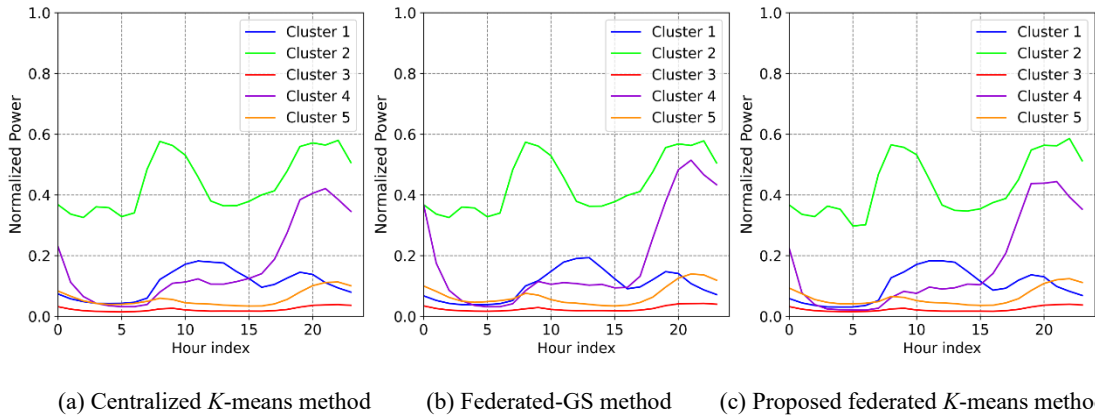 1.0
0.8
0.6
0.4
0.2
0.0
Normalized Power
0 5 10 15 20
Hour index
Cluster 1
Cluster 2
Cluster 3
Cluster 4
Cluster 5
(a) Centralized K-means method
1.0
0.8
0.6
0.4
0.2
0.0
Normalized Power
0 5 10 15 20
Hour index
Cluster 1
Cluster 2
Cluster 3
Cluster 4
Cluster 5
(b) Federated-GS method
1.0
0.8
0.6
0.4
0.2
0.0
Normalized Power
0 5 10 15 20
Hour index
Cluster 1
Cluster 2
Cluster 3
Cluster 4
Cluster 5
(c) Proposed federated K-means metho